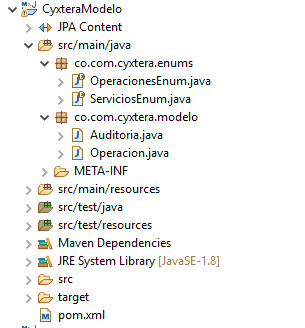 CyxteraModelo
JPA Content
src/main/java
co.com.cyxtera.enums
OperacionesEnum.java
ServiciosEnum.java
co.com.cyxtera.modelo
Auditoria.java
Operacion.java
META-INF
src/main/resources
src/test/java
src/test/resources
Maven Dependencies
JRE System Library [JavaSE-1.8]
src
target
pom.xml